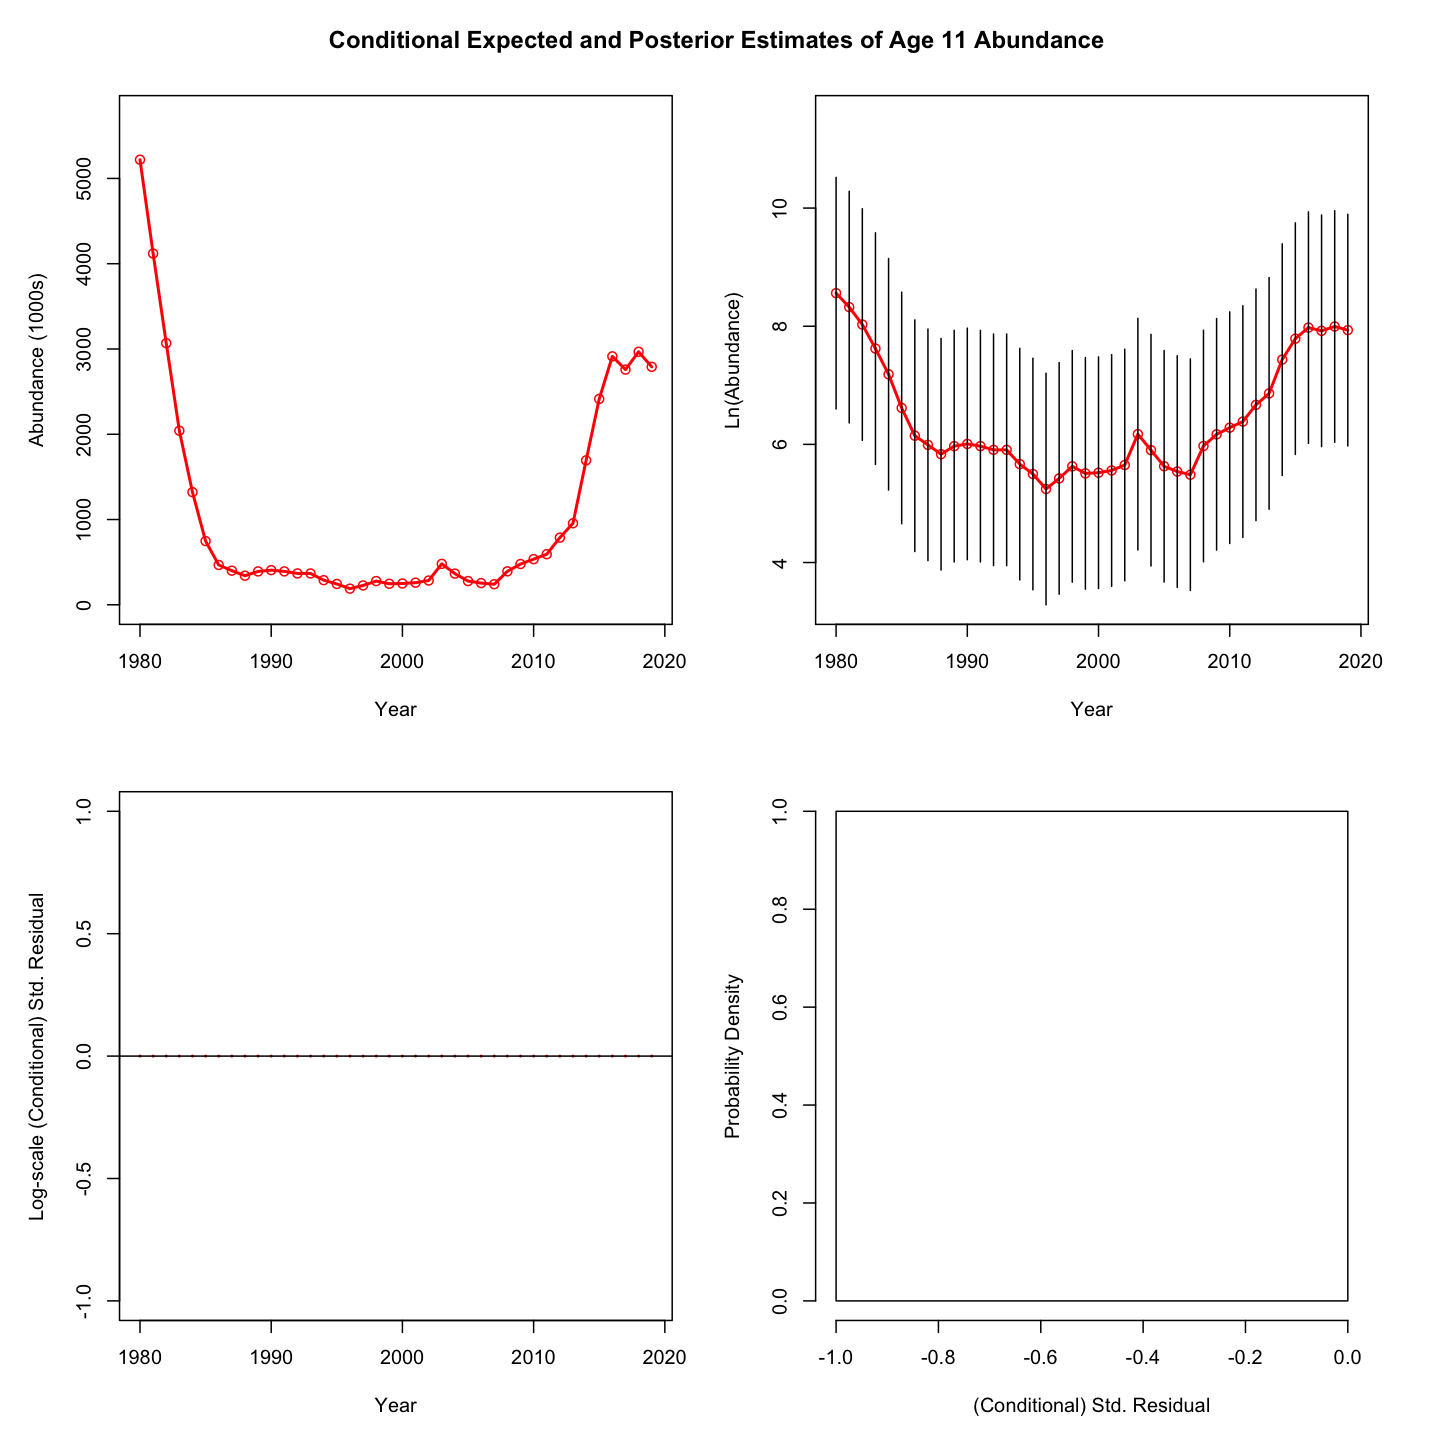 Conditional Expected and Posterior Estimates of Age 11 Abundance
Abundance (1000s)
5000
4000
3000
2000
1000
0
1980 1990 2000 2010 2020
Year
Ln(Abundance)
10
8
6
4
1980 1990 2000 2010 2020
Year
Log-scale (Conditional) Std. Residual
1.0
0.5
0.0
-0.5
-1.0
1980 1990 2000 2010 2020
Year
Probability Density
1.0
0.8
0.6
0.4
0.2
0.0
-1.0 -0.8 -0.6 -0.4 -0.2 0.0
(Conditional) Std. Residual